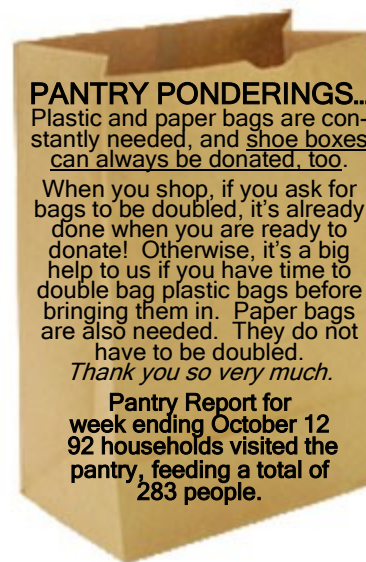 PANTRY PONDERINGS...
Plastic and paper bags are con-
stantly needed, and shoe boxes
can always be donated, too.
When you shop, if you ask for
bags to be doubled, it's already
done when you are ready to
donate! Otherwise, it's a big
help to us if you have time to
double bag plastic bags before
bringing them in. Paper bags
are also needed. They do not
have to be doubled.
Thank you so very much.
Pantry Report for
week ending October 12
92 households visited the
pantry, feeding a total of
283 people.